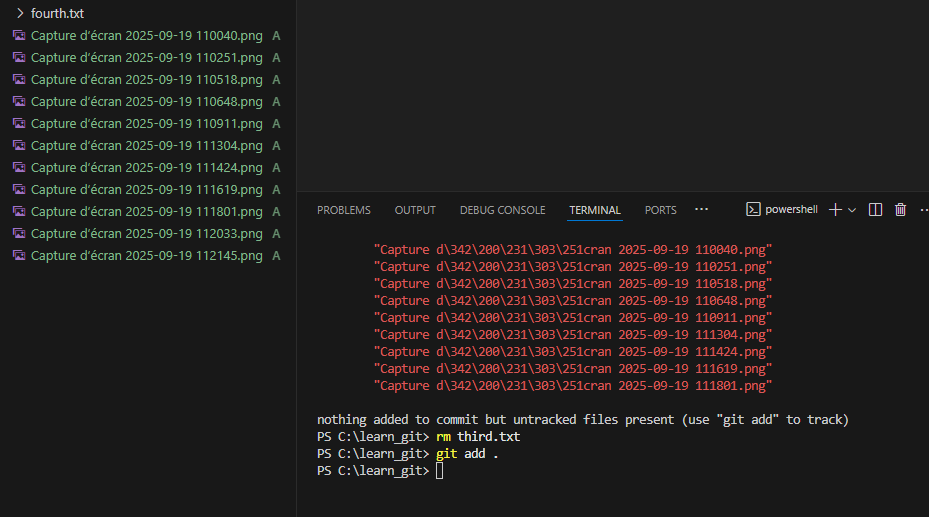 fourth.txt
Capture d’écran 2025-09-19 110040.png A
Capture d’écran 2025-09-19 110251.png A
Capture d’écran 2025-09-19 110518.png A
Capture d’écran 2025-09-19 110648.png A
Capture d’écran 2025-09-19 110911.png A
Capture d’écran 2025-09-19 111304.png A
Capture d’écran 2025-09-19 111424.png A
Capture d’écran 2025-09-19 111619.png A
Capture d’écran 2025-09-19 111801.png A
Capture d’écran 2025-09-19 112033.png A
Capture d’écran 2025-09-19 112145.png A
PROBLEMS OUTPUT DEBUG CONSOLE TERMINAL PORTS ··· powershell
"Capture d\342\200\231\303\251cran 2025-09-19 110040.png"
"Capture d\342\200\231\303\251cran 2025-09-19 110251.png"
"Capture d\342\200\231\303\251cran 2025-09-19 110518.png"
"Capture d\342\200\231\303\251cran 2025-09-19 110648.png"
"Capture d\342\200\231\303\251cran 2025-09-19 110911.png"
"Capture d\342\200\231\303\251cran 2025-09-19 111304.png"
"Capture d\342\200\231\303\251cran 2025-09-19 111424.png"
"Capture d\342\200\231\303\251cran 2025-09-19 111619.png"
"Capture d\342\200\231\303\251cran 2025-09-19 111801.png"
nothing added to commit but untracked files present (use "git add" to track)
PS C:\learn_git> rm third.txt
PS C:\learn_git> git add .
PS C:\learn_git>